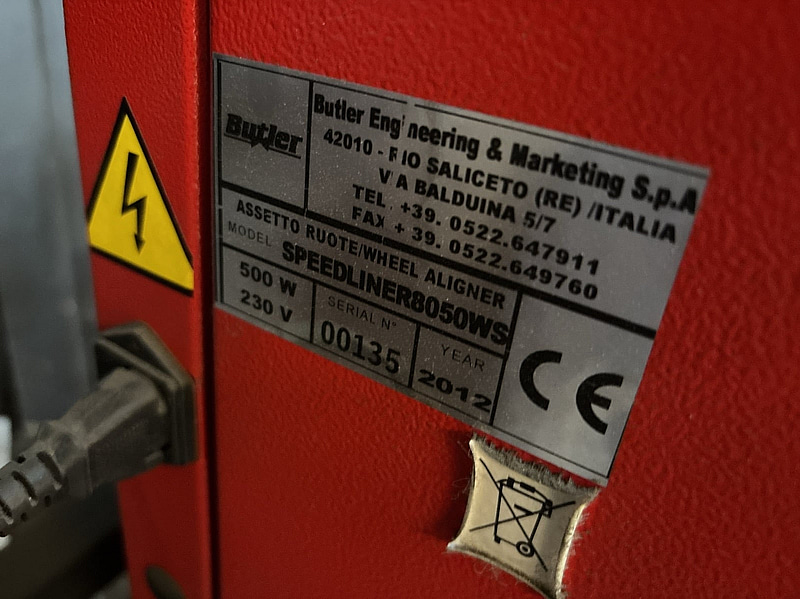 Butler
Butler Engineering & Marketing S.p.A
42010 - RIO SALICETO (RE) /ITALIA
VIA BALDUINA 5/7
TEL. +39. 0522.647911
FAX +39. 0522.649760
ASSETTO RUOTE/WHEEL ALIGNER
MODEL SPEEDLINER8050WS
500 W
230 V
SERIAL N°
00135
YEAR
2012
CE